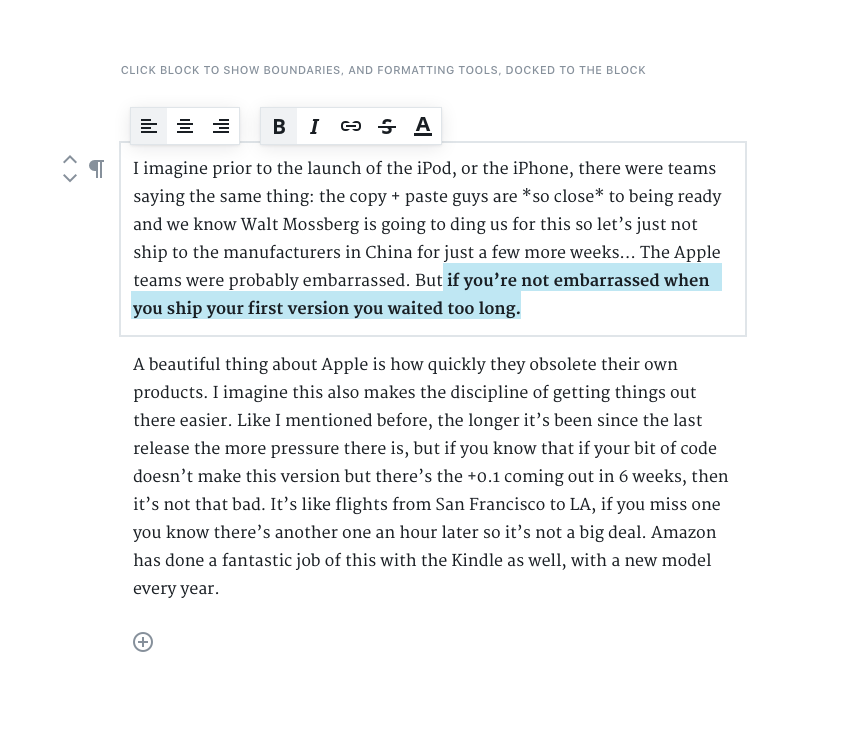 CLICK BLOCK TO SHOW BOUNDARIES, AND FORMATTING TOOLS, DOCKED TO THE BLOCK
B I S A
¶
I imagine prior to the launch of the iPod, or the iPhone, there were teams
saying the same thing: the copy + paste guys are *so close* to being ready
and we know Walt Mossberg is going to ding us for this so let’s just not
ship to the manufacturers in China for just a few more weeks… The Apple
teams were probably embarrassed. But if you’re not embarrassed when
you ship your first version you waited too long.
A beautiful thing about Apple is how quickly they obsolete their own
products. I imagine this also makes the discipline of getting things out
there easier. Like I mentioned before, the longer it’s been since the last
release the more pressure there is, but if you know that if your bit of code
doesn’t make this version but there’s the +0.1 coming out in 6 weeks, then
it’s not that bad. It’s like flights from San Francisco to LA, if you miss one
you know there’s another one an hour later so it’s not a big deal. Amazon
has done a fantastic job of this with the Kindle as well, with a new model
every year.